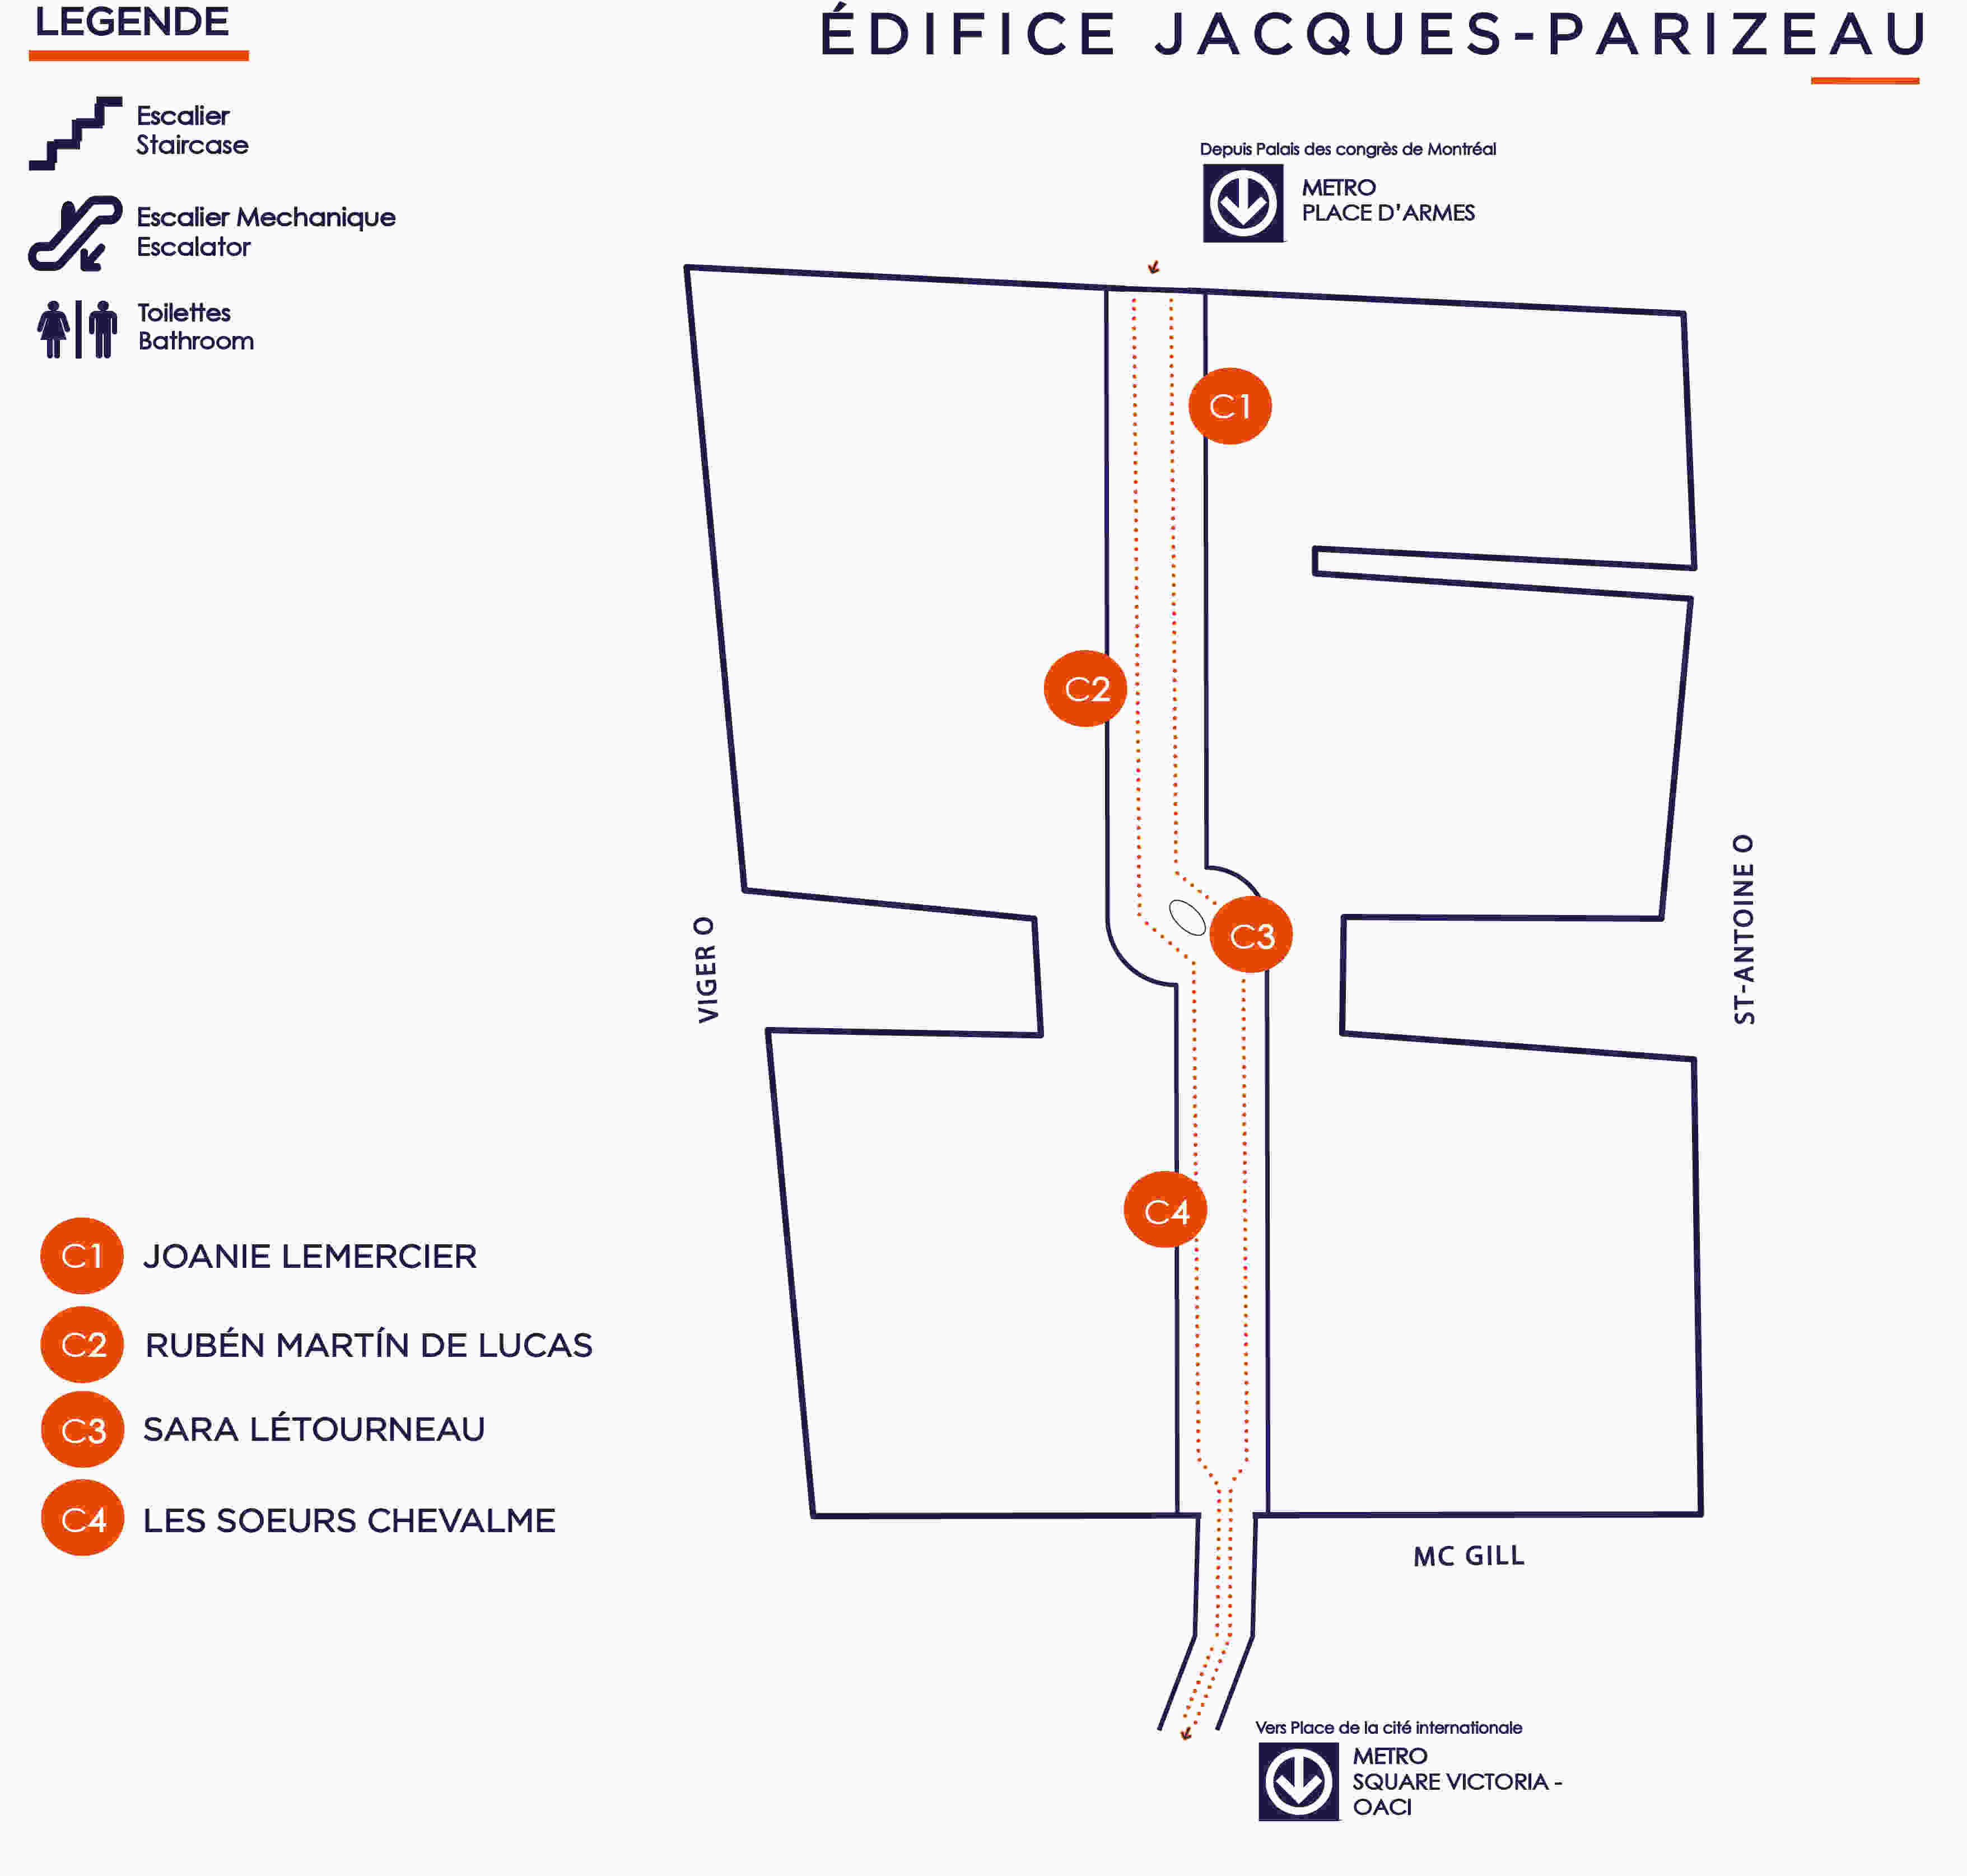 LEGENDE
ÉDIFICE JACQUES-PARIZEAU
Escalier
Staircase
Escalier Mechanique
Escalator
Toilettes
Bathroom
Depuis Palais des congrès de Montréal
METRO
PLACE D'ARMES
C1
C2
C3
C4
VIGER O
ST-ANTOINE O
C1 JOANIE LEMERCIER
C2 RUBÉN MARTÍN DE LUCAS
C3 SARA LÉTOURNEAU
C4 LES SOEURS CHEVALME
MC GILL
Vers Place de la cité internationale
METRO
SQUARE VICTORIA -
OACI